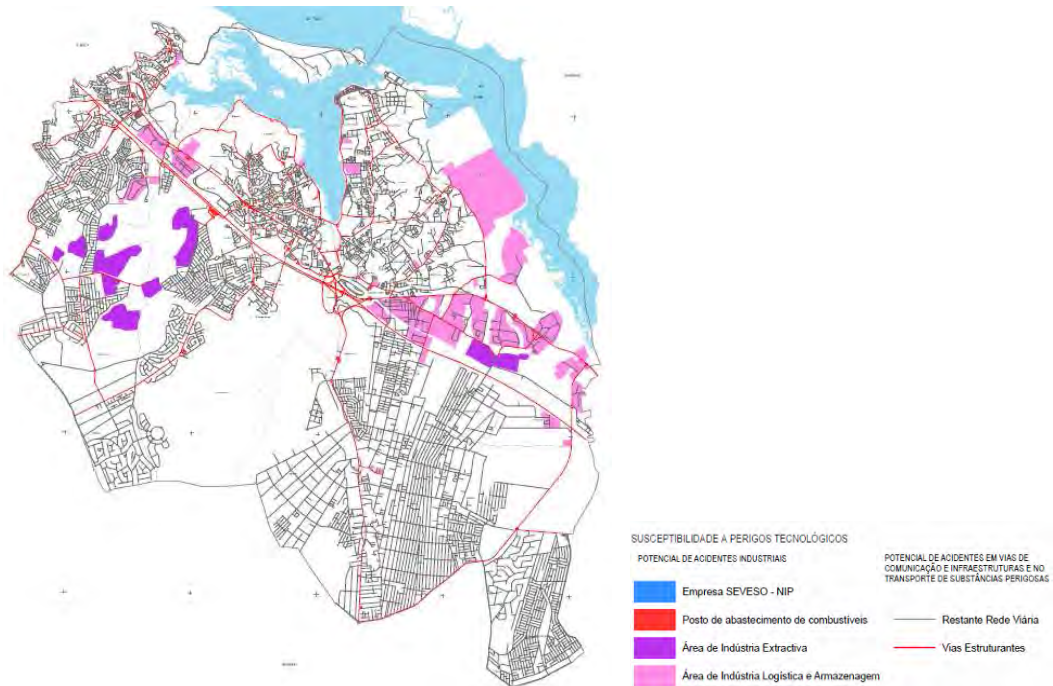 SUSCEPTIBILIDADE A PERIGOS TECNOLÓGICOS
POTENCIAL DE ACIDENTES INDUSTRIAIS
Empresa SEVESO - NIP
Posto de abastecimento de combustíveis
Área de Indústria Extractiva
Área de Indústria Logística e Armazenagem
POTENCIAL DE ACIDENTES EM VIAS DE
COMUNICAÇÃO E INFRAESTRUTURAS E NO
TRANSPORTE DE SUBSTÂNCIAS PERIGOSAS
Restante Rede Viária
Vias Estruturantes